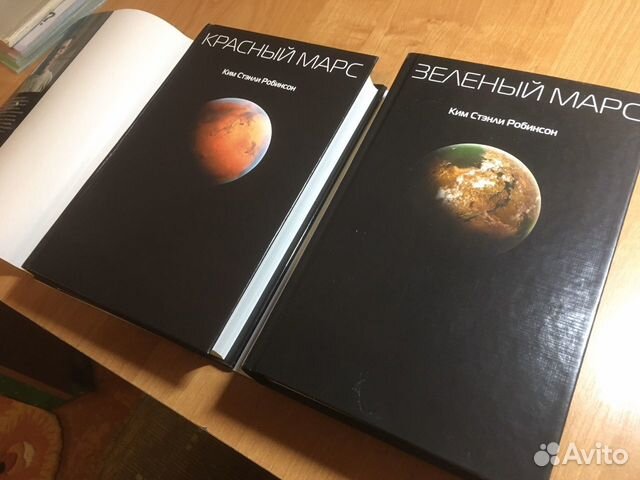 КРАСНЫЙ МАРС
Ким Стэнли Робинсон
ЗЕЛЕНЫЙ МАРС
Ким Стэнли Робинсон
Avito